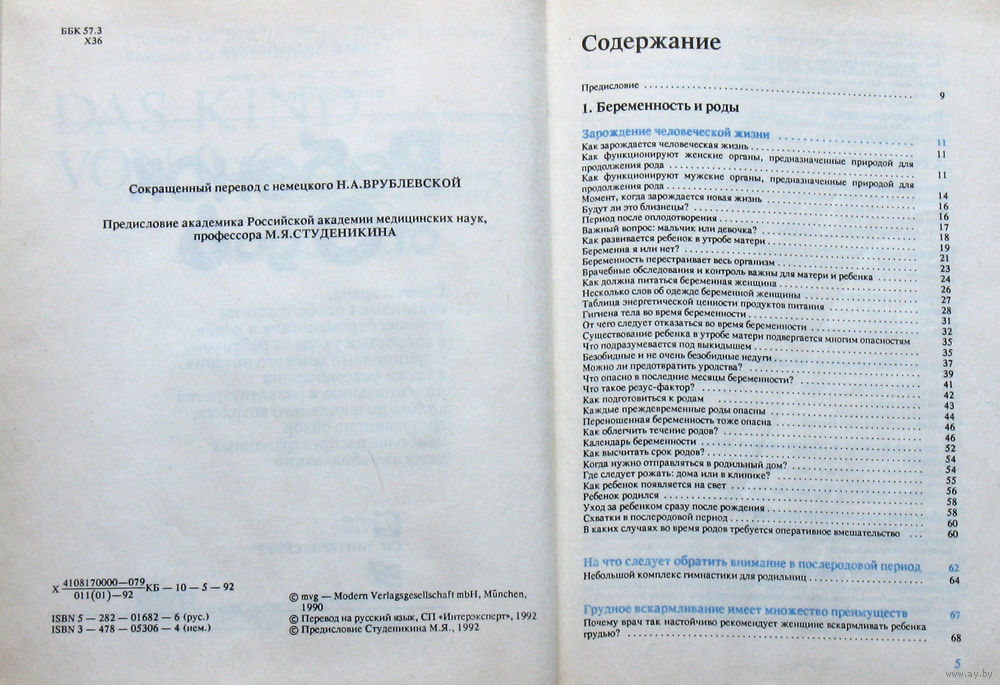 ББК 57.3
Х36
Сокращенный перевод с немецкого Н.А.ВРУБЛЕВСКОЙ
Предисловие академика Российской академии медицинских наук,
профессора М.Я.СТУДЕНИКИНА
Х 4108170000—079 КБ — 10 — 5 — 92
011(01)—92
ISBN 5 — 282 — 01682 — 6 (рус.)
ISBN 3 — 478 — 05306 — 4 (нем.)
© mvg — Modern Verlagsgesellschaft mbH, München,
1990
© Перевод на русский язык, СП «Интерэксперт», 1992
© Предисловие Студеникина М.Я., 1992
Содержание
Предисловие 9
1. Беременность и роды
Зарождение человеческой жизни 11
Как зарождается человеческая жизнь 11
Как функционируют женские органы, предназначенные природой для
продолжения рода 11
Как функционируют мужские органы, предназначенные природой для
продолжения рода 14
Момент, когда зарождается новая жизнь 16
Будут ли это близнецы? 16
Период после оплодотворения 17
Важный вопрос: мальчик или девочка? 18
Как развивается ребенок в утробе матери 19
Беременна я или нет? 21
Беременность перестраивает весь организм 23
Врачебные обследования и контроль важны для матери и ребенка 24
Как должна питаться беременная женщина 26
Несколько слов об одежде беременной женщины 27
Таблица энергетической ценности продуктов питания 28
Гигиена тела во время беременности 31
От чего следует отказаться во время беременности 32
Существование ребенка в утробе матери подвергается многим опасностям 35
Что подразумевается под выкидышем 35
Безобидные и не очень безобидные недуги 37
Можно ли предотвратить уродства? 39
Что опасно в последние месяцы беременности? 41
Что такое резус-фактор? 42
Как подготовиться к родам 43
Каждые преждевременные роды опасны 44
Переношенная беременность тоже опасна 46
Как облегчить течение родов? 46
Календарь беременности 52
Как высчитать срок родов? 54
Когда нужно отправляться в родильный дом? 54
Где следует рожать: дома или в клинике? 55
Как ребенок появляется на свет 56
Ребенок родился 58
Уход за ребенком сразу после рождения 58
Схватки в послеродовой период 60
В каких случаях во время родов требуется оперативное вмешательство 60
На что следует обратить внимание в послеродовой период 62
Небольшой комплекс гимнастики для родильниц 64
Грудное вскармливание имеет множество преимуществ 67
Почему врач так настойчиво рекомендует женщине вскармливать ребенка
грудью? 68
5
www.ay.by